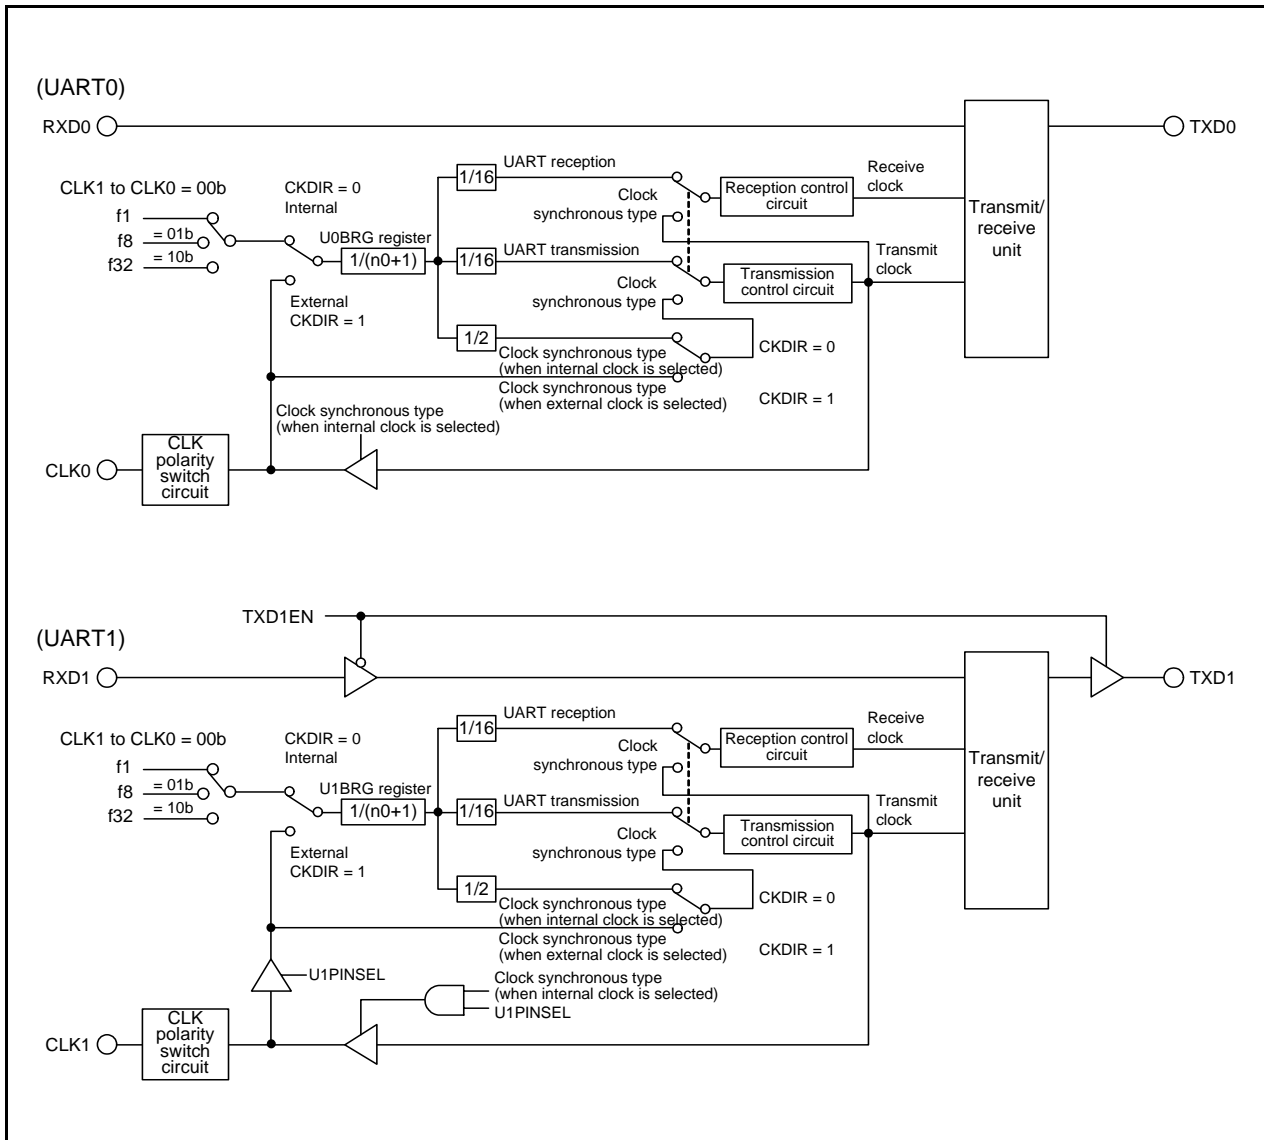 (UART0)
RXD0
TXD0
CLK1 to CLK0 = 00b
f1
f8
= 01b
f32
= 10b
CKDIR = 0
Internal
External
CKDIR = 1
U0BRG register
1/(n0+1)
1/16
UART reception
Clock
synchronous type
1/16
UART transmission
Clock
synchronous type
1/2
Clock synchronous type
(when internal clock is selected)
Clock synchronous type
(when external clock is selected)
CKDIR = 0
CKDIR = 1
Reception control
circuit
Receive
clock
Transmission
control circuit
Transmit
clock
Transmit/
receive
unit
Clock synchronous type
(when internal clock is selected)
CLK0
CLK
polarity
switch
circuit
TXD1EN
(UART1)
RXD1
TXD1
CLK1 to CLK0 = 00b
f1
f8
= 01b
f32
= 10b
CKDIR = 0
Internal
External
CKDIR = 1
U1BRG register
1/(n0+1)
1/16
UART reception
Clock
synchronous type
1/16
UART transmission
Clock
synchronous type
1/2
Clock synchronous type
(when internal clock is selected)
Clock synchronous type
(when external clock is selected)
CKDIR = 0
CKDIR = 1
Reception control
circuit
Receive
clock
Transmission
control circuit
Transmit
clock
Transmit/
receive
unit
U1PINSEL
Clock synchronous type
(when internal clock is selected)
U1PINSEL
CLK1
CLK
polarity
switch
circuit